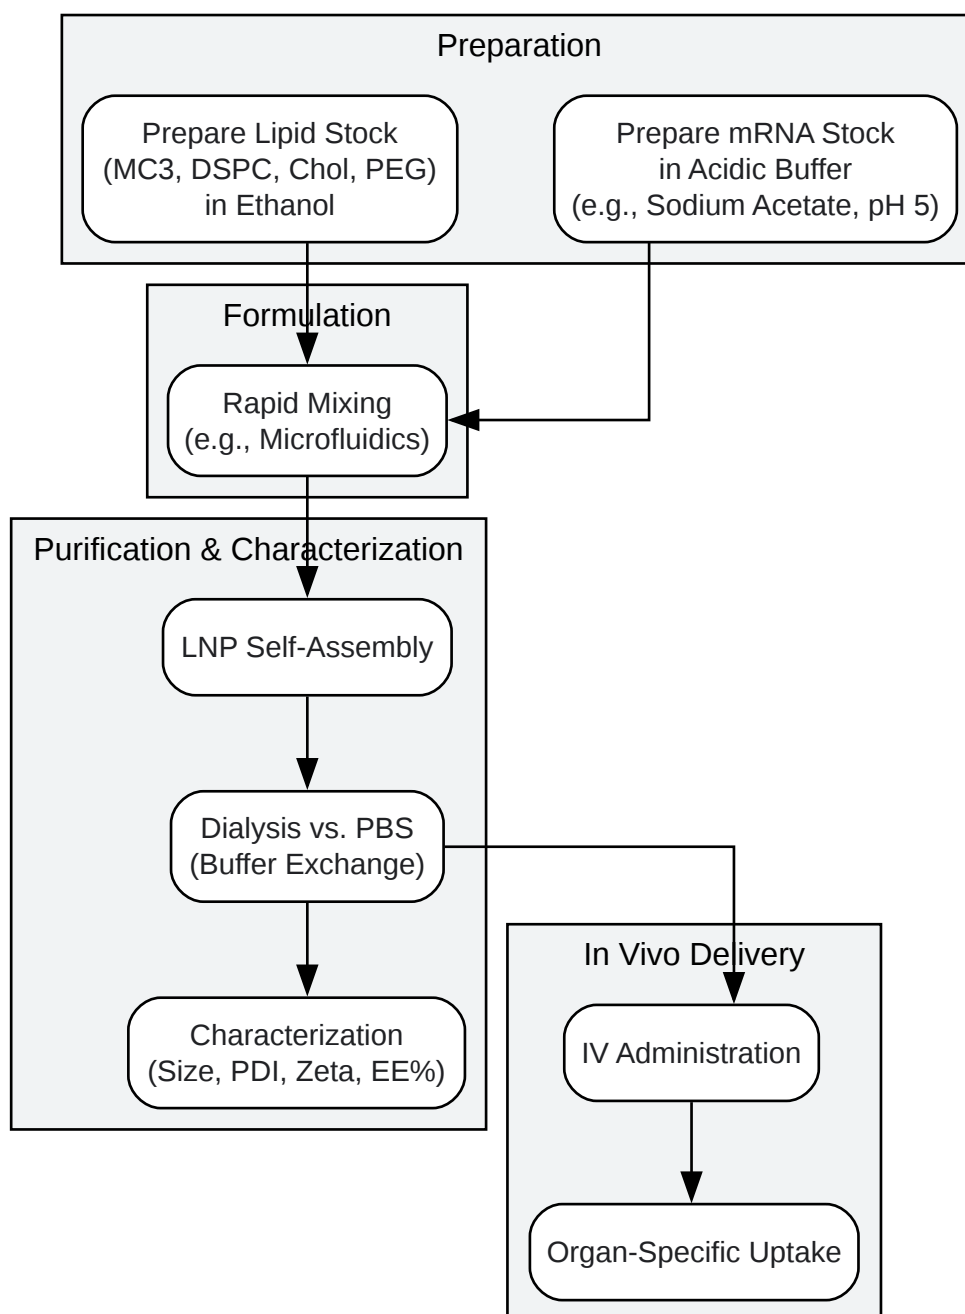 Preparation
Prepare Lipid Stock
(MC3, DSPC, Chol, PEG)
in Ethanol
Prepare mRNA Stock
in Acidic Buffer
(e.g., Sodium Acetate, pH 5)
Formulation
Rapid Mixing
(e.g., Microfluidics)
Purification & Characterization
LNP Self-Assembly
Dialysis vs. PBS
(Buffer Exchange)
Characterization
(Size, PDI, Zeta, EE%)
In Vivo Delivery
IV Administration
Organ-Specific Uptake